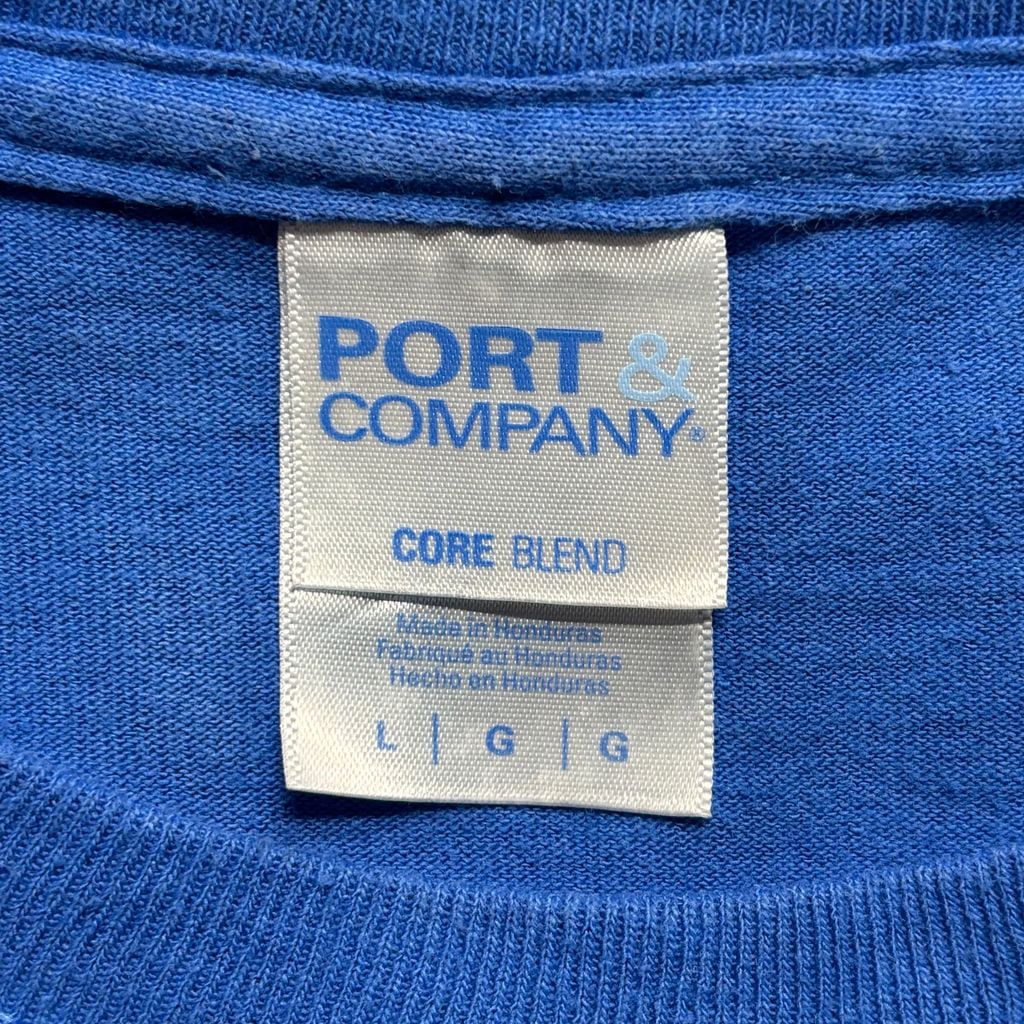 PORT &
COMPANY®
CORE BLEND
Made in Honduras
Fabriqué au Honduras
Hecho en Honduras
L | G | G